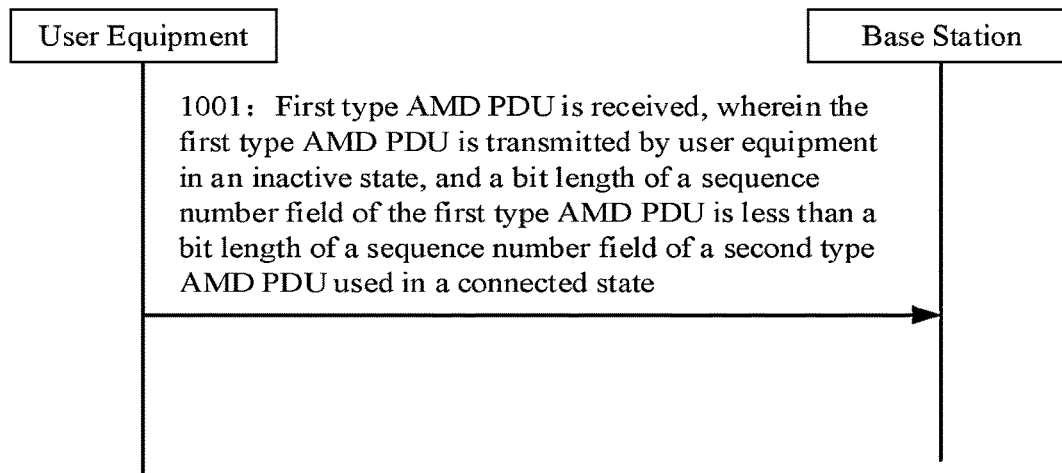 User Equipment
Base Station
1001: First type AMD PDU is received, wherein the
first type AMD PDU is transmitted by user equipment
in an inactive state, and a bit length of a sequence
number field of the first type AMD PDU is less than a
bit length of a sequence number field of a second type
AMD PDU used in a connected state